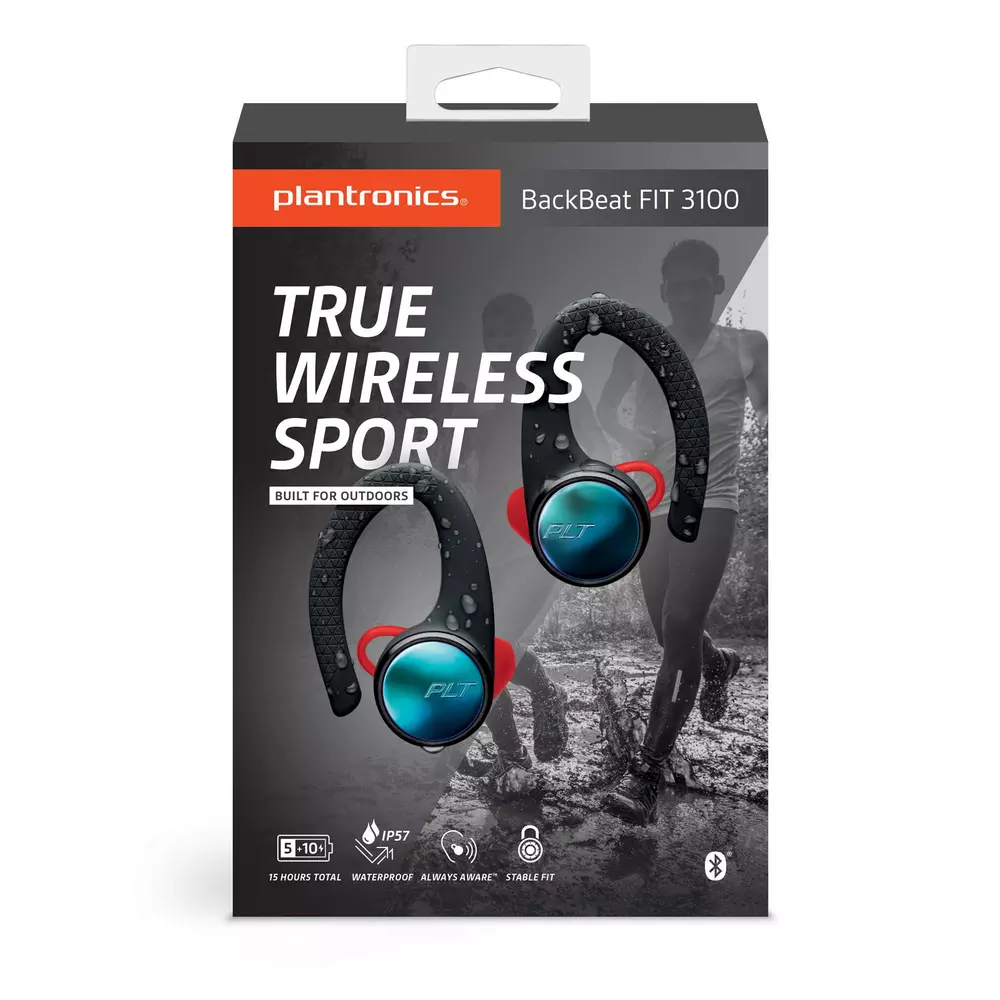 plantronics®
BackBeat FIT 3100
TRUE
WIRELESS
SPORT
BUILT FOR OUTDOORS
PLT
PLT
5+10
IP57
15 HOURS TOTAL
WATERPROOF
ALWAYS AWARE™
STABLE FIT
®